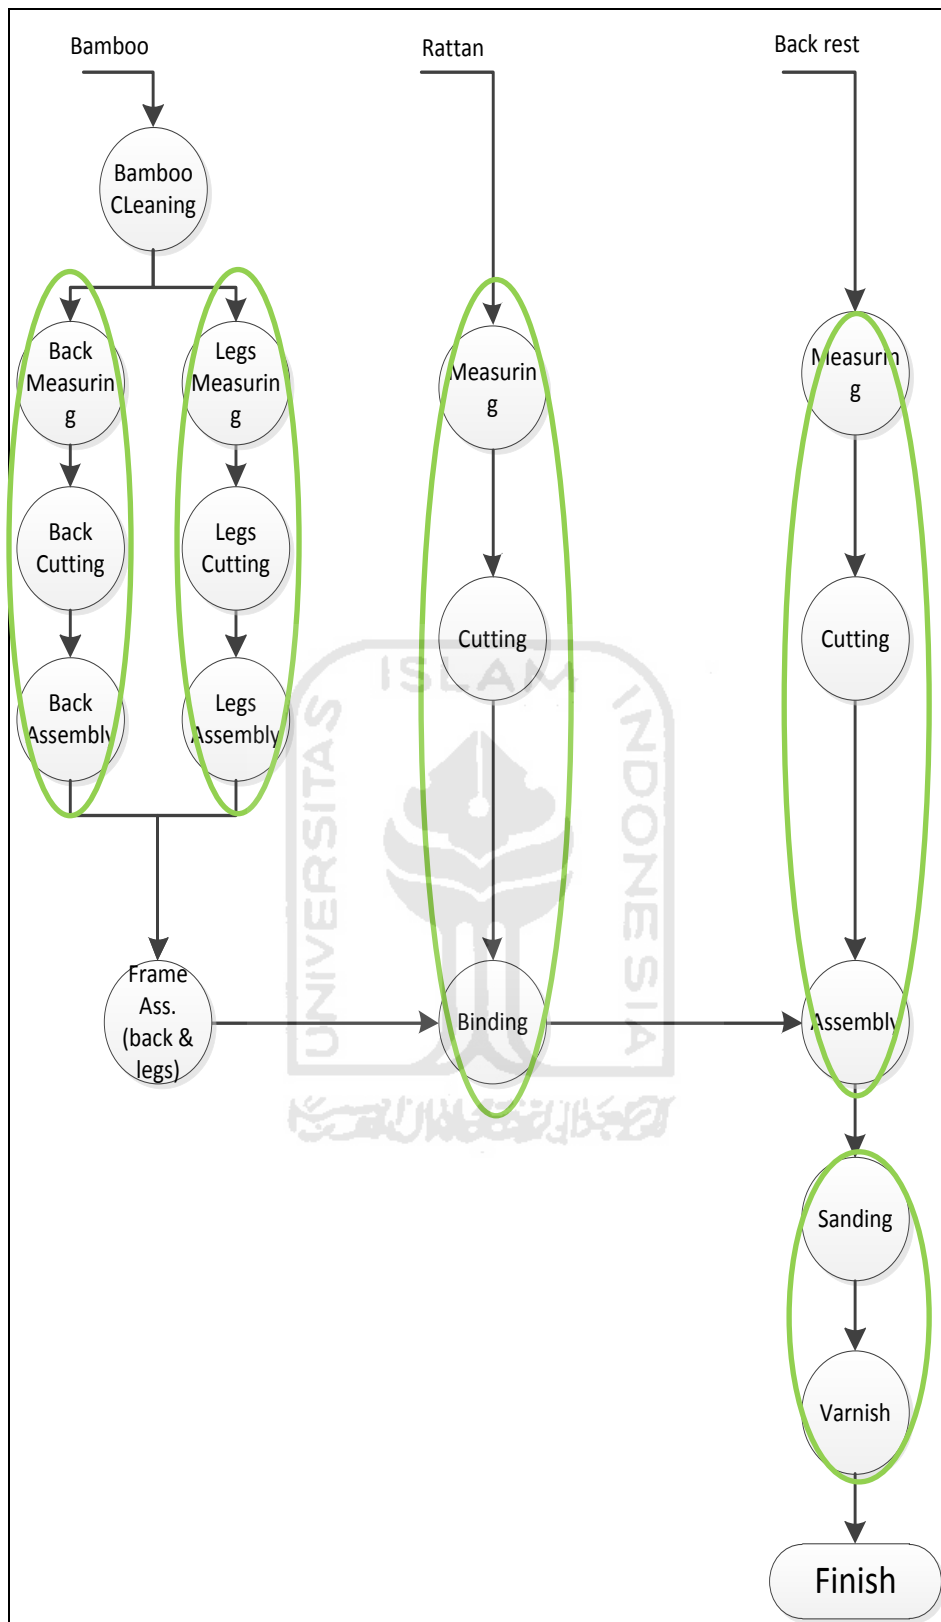 Bamboo
Rattan
Back rest
Bamboo
CLeaning
Back
Measurin
g
Legs
Measurin
g
Measurin
g
Measurin
g
Back
Cutting
Legs
Cutting
Cutting
Cutting
Back
Assembly
Legs
Assembly
UNIVERSITAS
ISLAM
INDONESIA
Frame
Ass.
(back &
legs)
Binding
Assembly
Sanding
Varnish
Finish